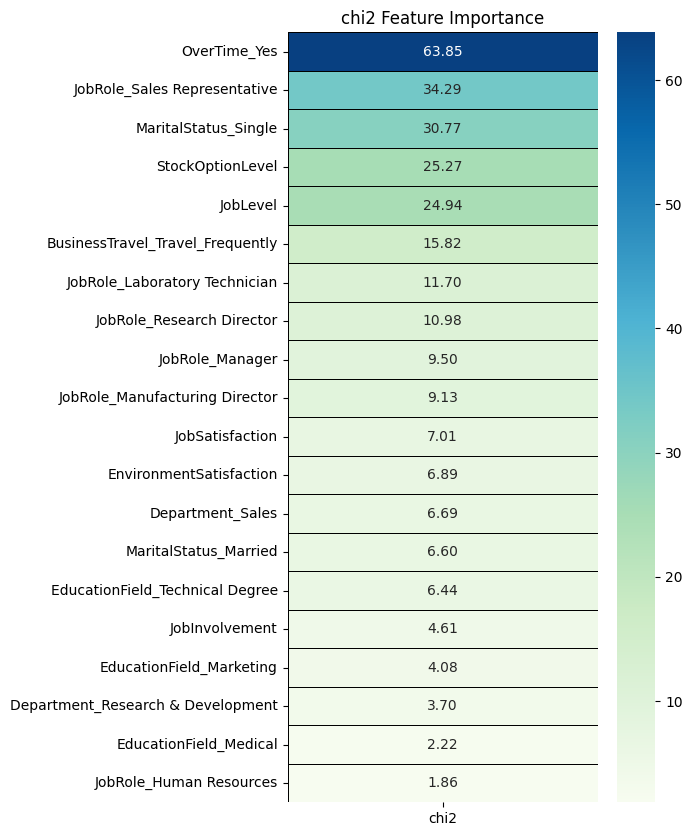 chi2 Feature Importance
OverTime_Yes 63.85
JobRole_Sales Representative 34.29
MaritalStatus_Single 30.77
StockOptionLevel 25.27
JobLevel 24.94
BusinessTravel_Travel_Frequently 15.82
JobRole_Laboratory Technician 11.70
JobRole_Research Director 10.98
JobRole_Manager 9.50
JobRole_Manufacturing Director 9.13
JobSatisfaction 7.01
EnvironmentSatisfaction 6.89
Department_Sales 6.69
MaritalStatus_Married 6.60
EducationField_Technical Degree 6.44
JobInvolvement 4.61
EducationField_Marketing 4.08
Department_Research & Development 3.70
EducationField_Medical 2.22
JobRole_Human Resources 1.86
chi2
60
50
40
30
20
10